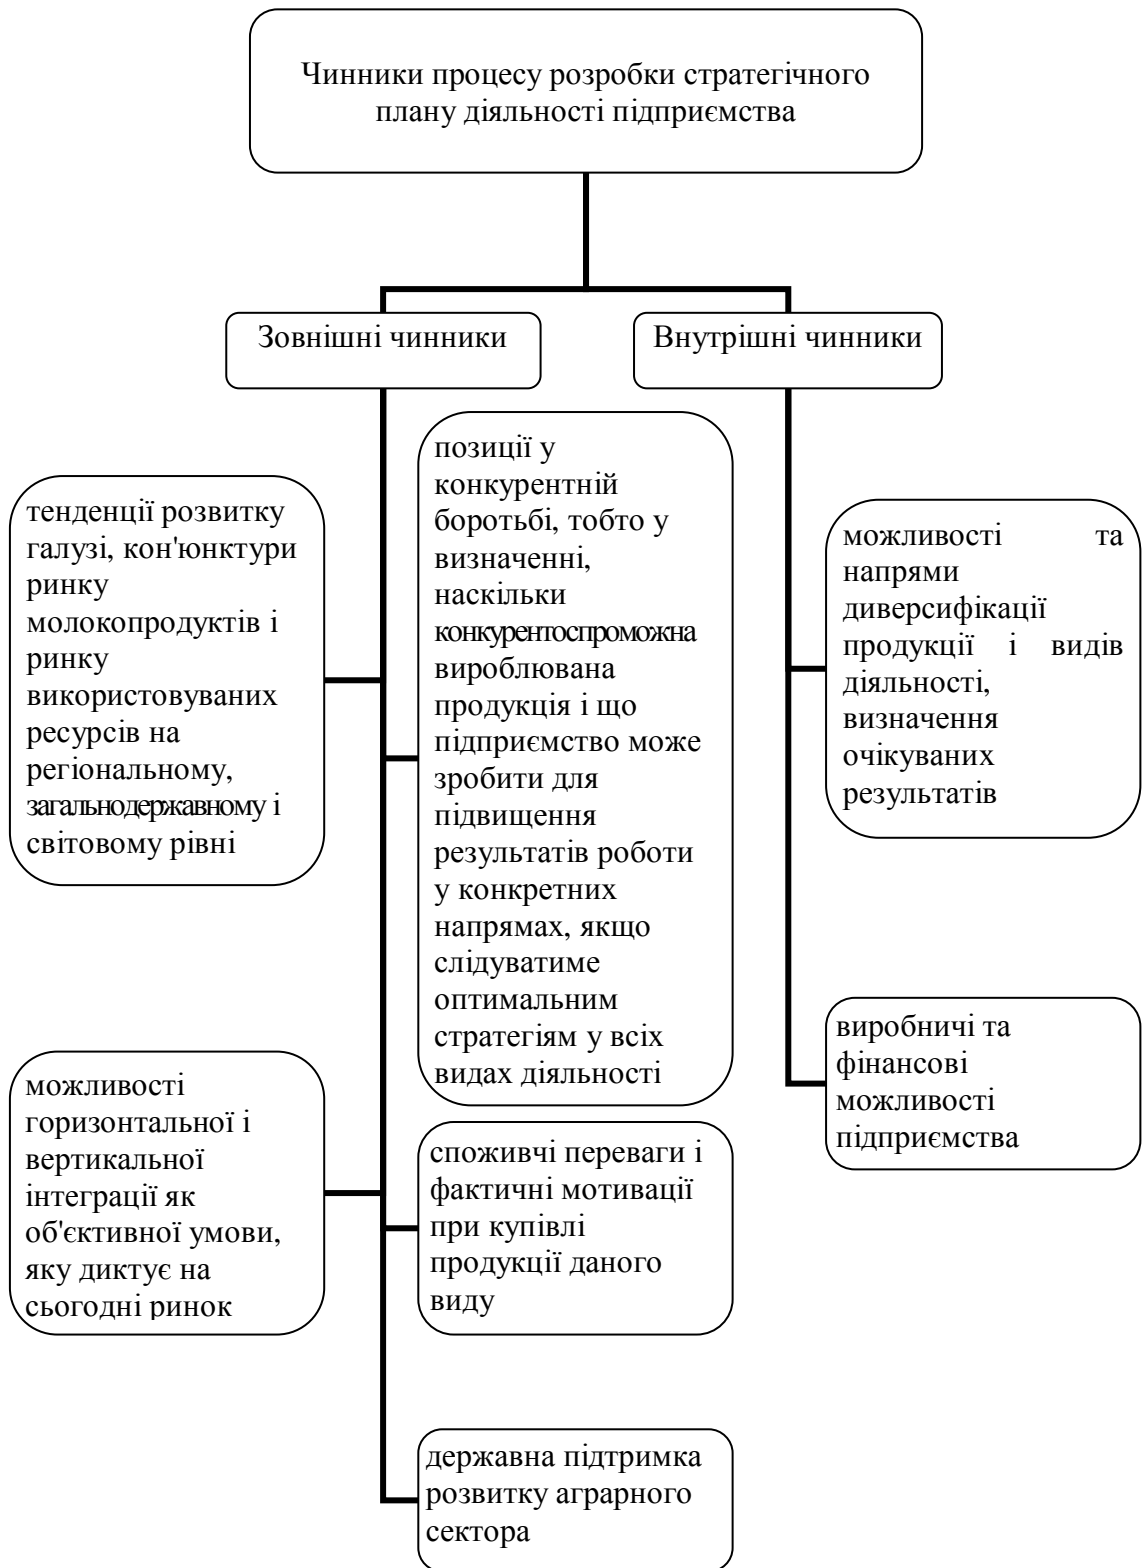 Чинники процесу розробки стратегічного
плану діяльності підприємства
Зовнішні чинники
Внутрішні чинники
тенденції розвитку
галузі, кон'юнктури
ринку
молокопродуктів і
ринку
використовуваних
ресурсів на
регіональному,
загальнодержавному і
світовому рівні
позиції у
конкурентній
боротьбі, тобто у
визначенні,
наскільки
конкурентоспроможна
вироблювана
продукція і що
підприємство може
зробити для
підвищення
результатів роботи
у конкретних
напрямах, якщо
слідуватиме
оптимальним
стратегіям у всіх
видах діяльності
можливості та
напрями
диверсифікації
продукції і видів
діяльності,
визначення
очікуваних
результатів
можливості
горизонтальної і
вертикальної
інтеграції як
об'єктивної умови,
яку диктує на
сьогодні ринок
споживчі переваги і
фактичні мотивації
при купівлі
продукції даного
виду
виробничі та
фінансові
можливості
підприємства
державна підтримка
розвитку аграрного
сектора